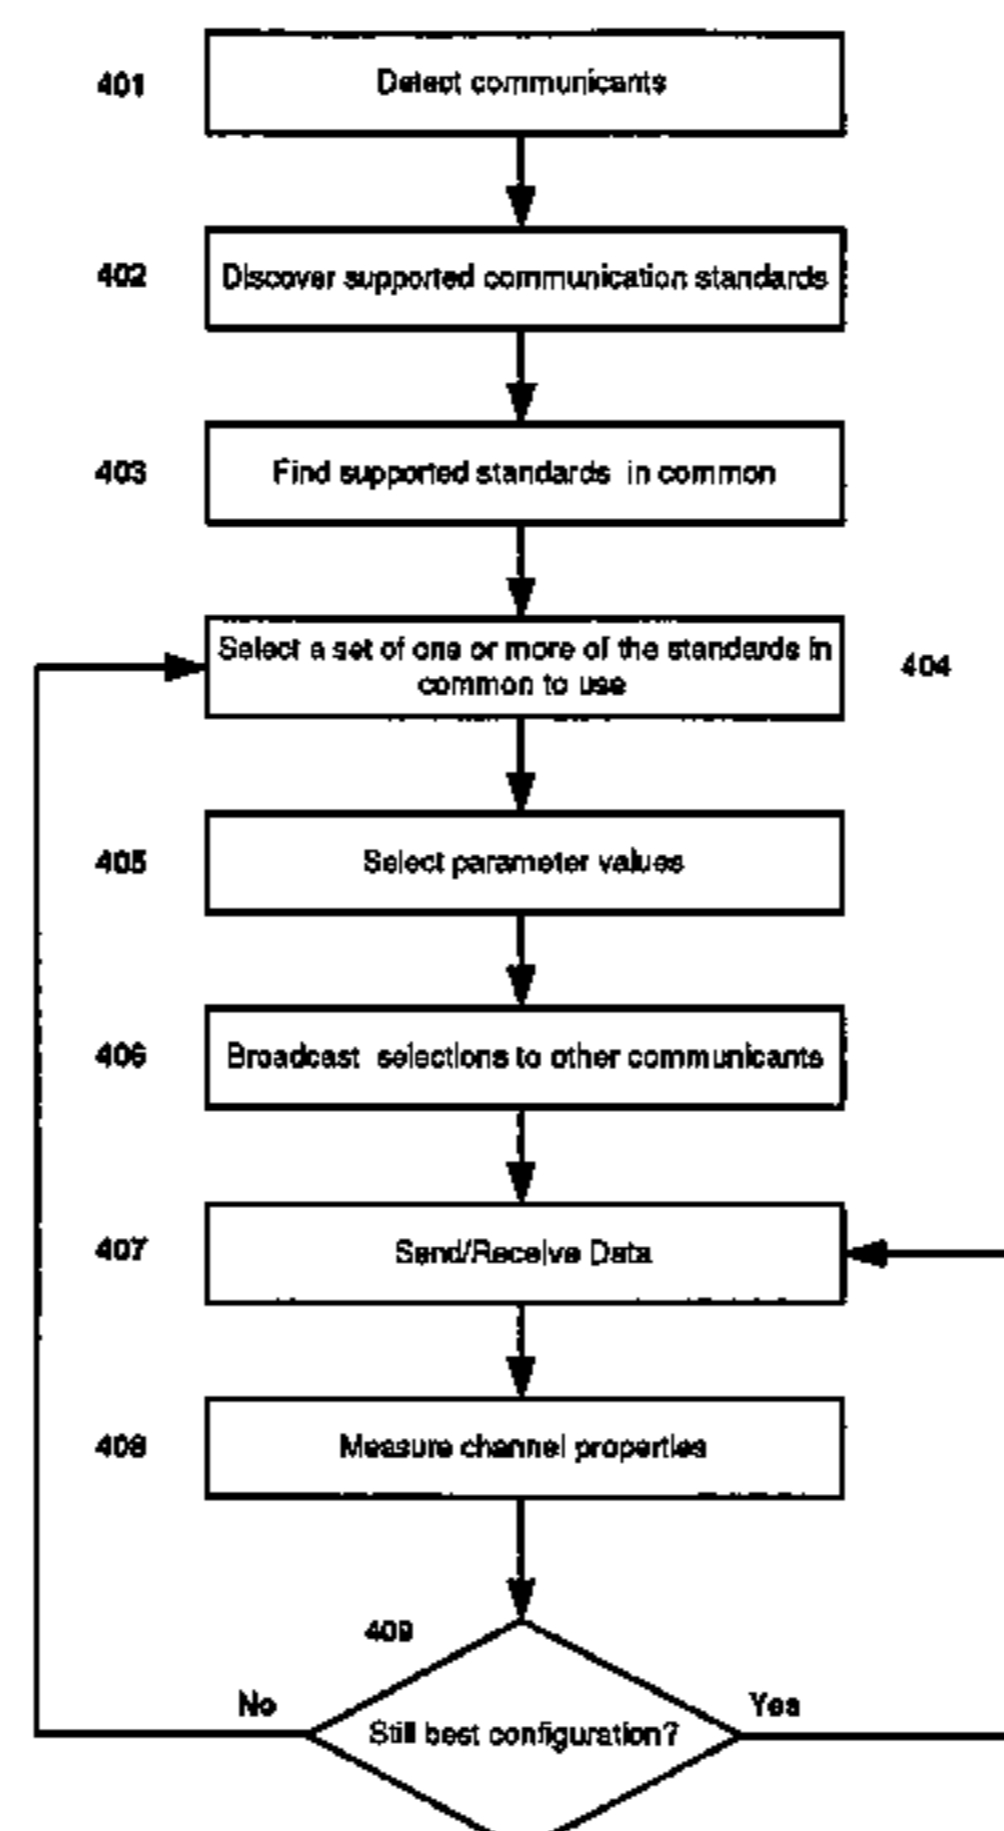 401
Detect communicants
402
Discover supported communication standards
403
Find supported standards in common
Select a set of one or more of the standards in
common to use
404
405
Select parameter values
406
Broadcast selections to other communicants
407
Send/Receive Data
408
Measure channel properties
409
No
Yes
Still best configuration?